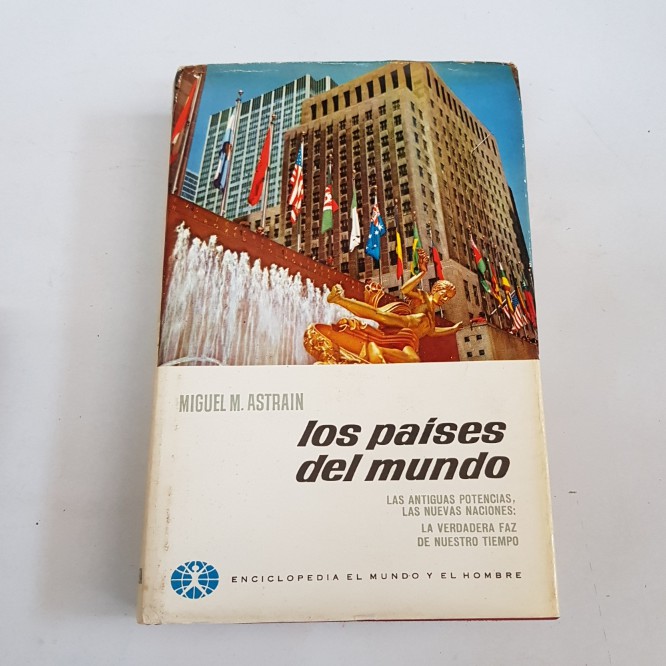 MIGUEL M. ASTRAIN
los países
del mundo
LAS ANTIGUAS POTENCIAS,
LAS NUEVAS NACIONES:
LA VERDADERA FAZ
DE NUESTRO TIEMPO
ENCICLOPEDIA EL MUNDO Y EL HOMBRE